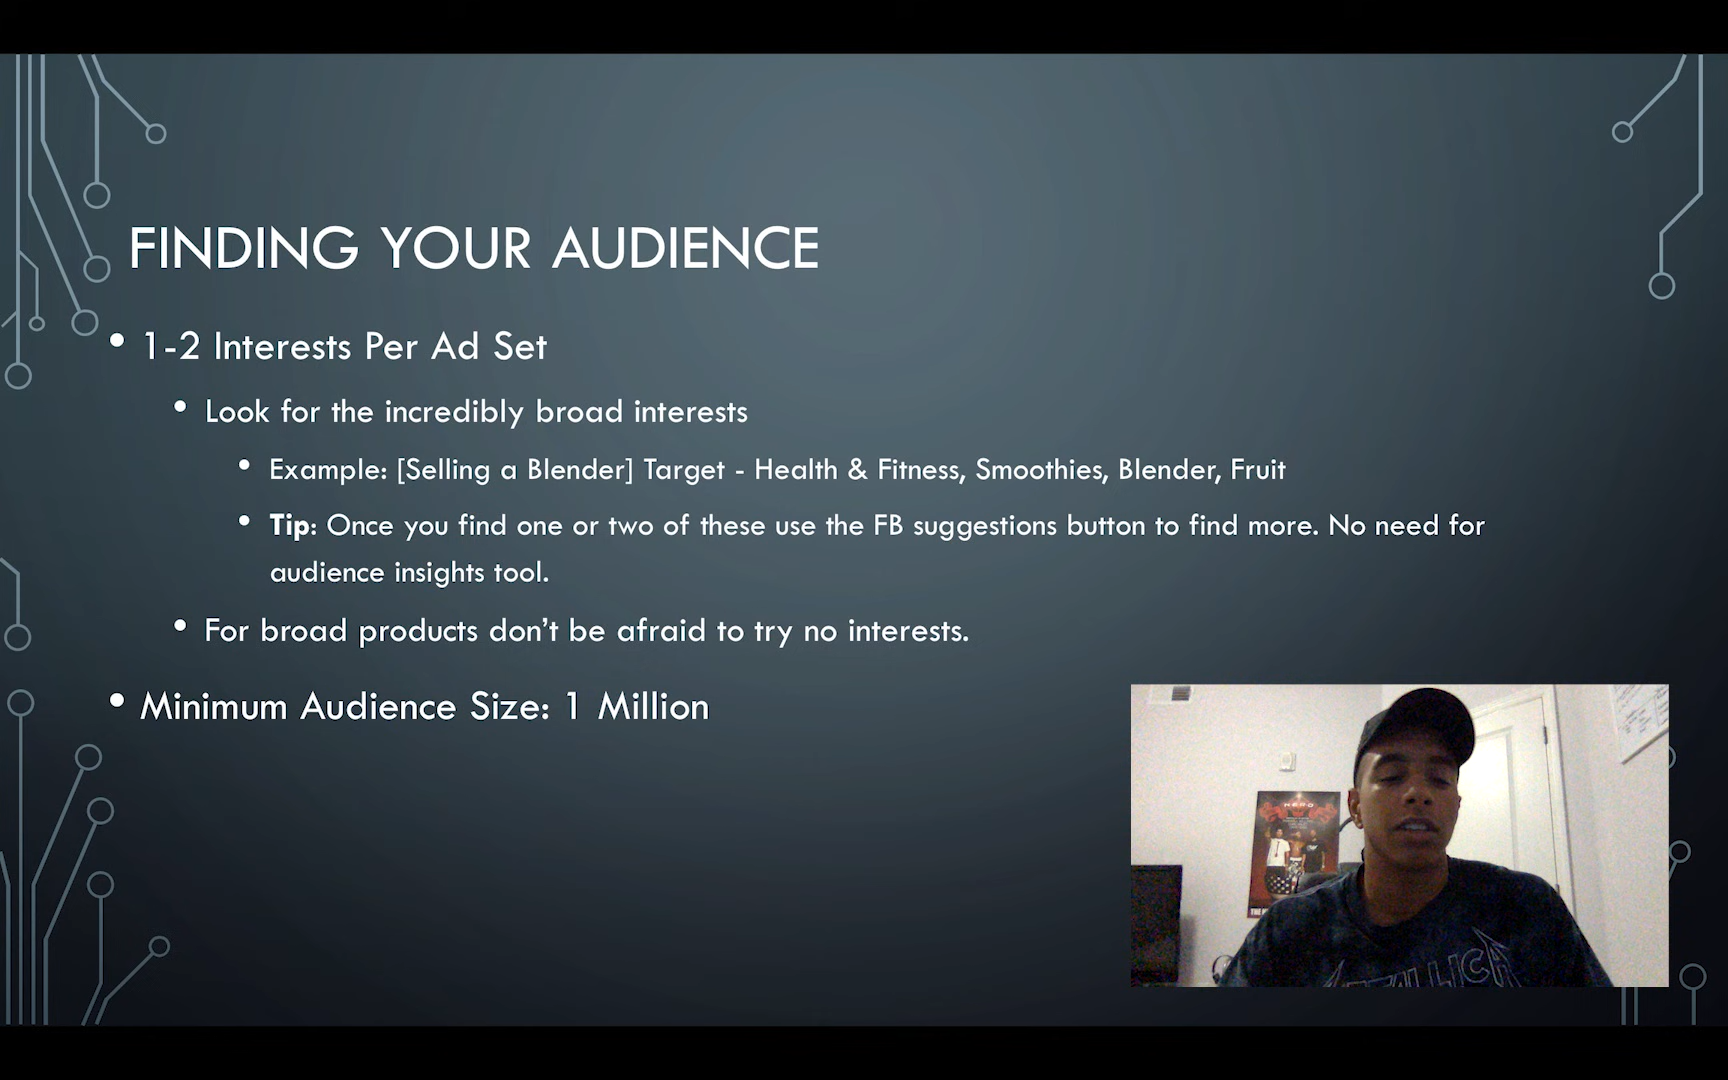 FINDING YOUR AUDIENCE
• 1-2 Interests Per Ad Set
• Look for the incredibly broad interests
• Example: [Selling a Blender] Target - Health & Fitness, Smoothies, Blender, Fruit
• Tip: Once you find one or two of these use the FB suggestions button to find more. No need for
audience insights tool.
• For broad products don’t be afraid to try no interests.
• Minimum Audience Size: 1 Million
METALLICA